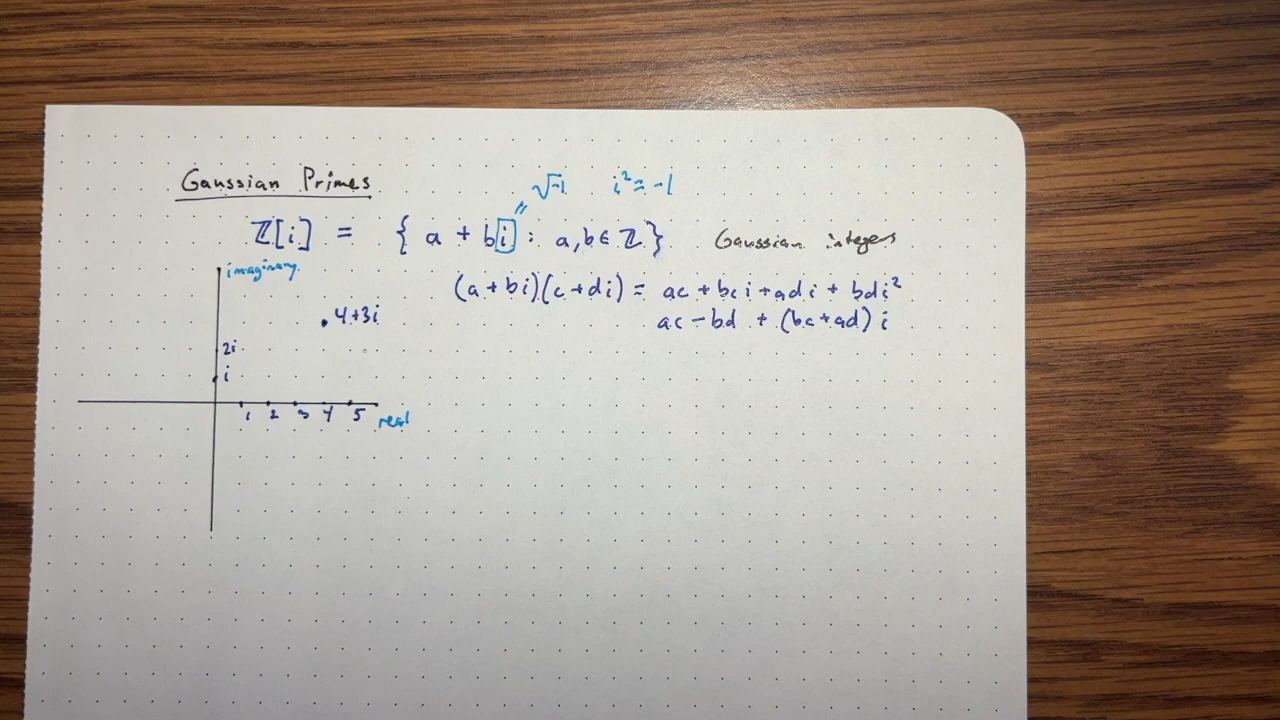 Gaussian Primes
√-1 i² = -1
ℤ[i] = { a + bi : a, b ∈ ℤ } Gaussian integers
imaginary
(a + bi)(c + di) = ac + bci + adi + bdi²
ac - bd + (bc + ad) i
4+3i
2i
i
1 2 3 4 5 real